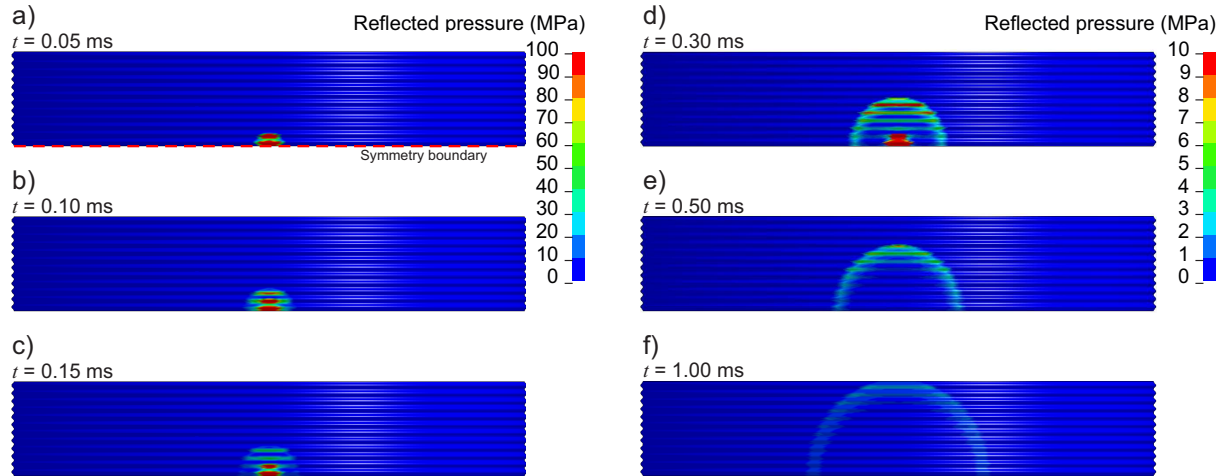 a)
t = 0.05 ms
Reflected pressure (MPa)
100
90
80
70
60
50
40
30
20
10
0
Symmetry boundary
b)
t = 0.10 ms
c)
t = 0.15 ms
d)
t = 0.30 ms
Reflected pressure (MPa)
10
9
8
7
6
5
4
3
2
1
0
e)
t = 0.50 ms
f)
t = 1.00 ms